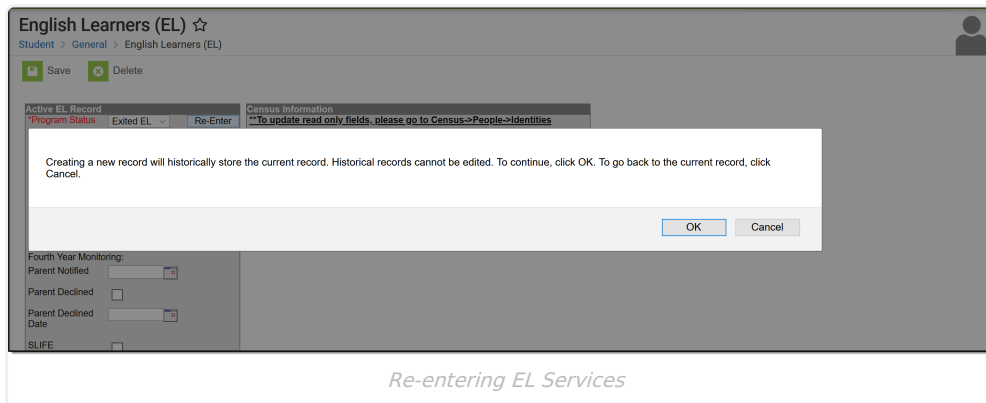 English Learners (EL)
Student > General > English Learners (EL)
Save Delete
Active EL Record
*Program Status Exited EL Re-Enter
Census Information
**To update read only fields, please go to Census->People->Identities
Creating a new record will historically store the current record. Historical records cannot be edited. To continue, click OK. To go back to the current record, click
Cancel.
OK Cancel
Fourth Year Monitoring:
Parent Notified
Parent Declined
Parent Declined
Date
SLIFE
Re-entering EL Services